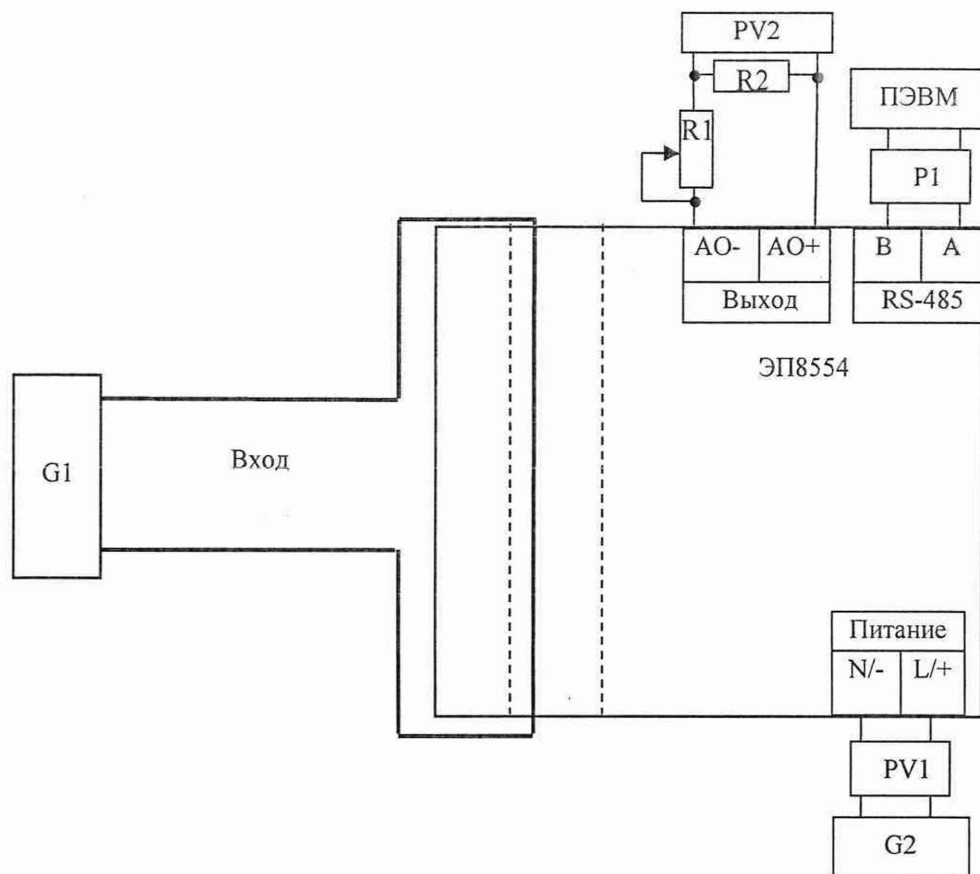 PV2
R2
ПЭВМ
R1
P1
AO- AO+
B A
Выход
RS-485
ЭП8554
G1
Вход
Питание
N/- L/+
PV1
G2